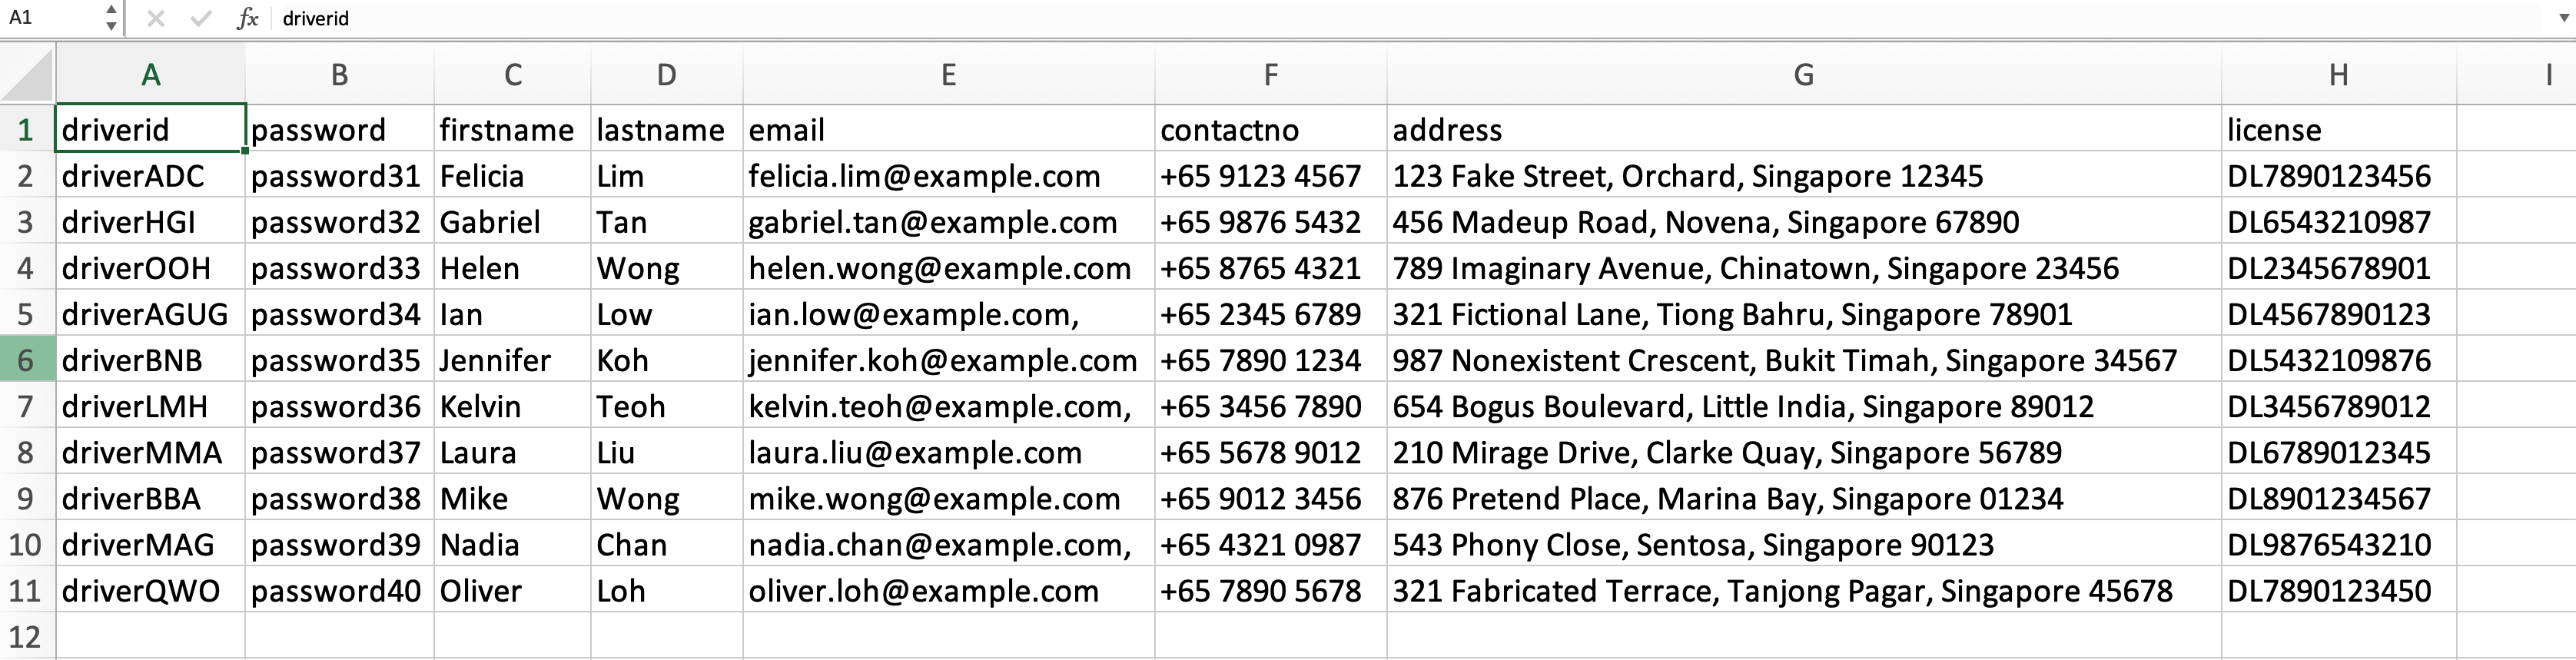 A1 fx driverid
A B C D E F G H I
1 driverid password firstname lastname email contactno address license
2 driverADC password31 Felicia Lim felicia.lim@example.com +65 9123 4567 123 Fake Street, Orchard, Singapore 12345 DL7890123456
3 driverHGI password32 Gabriel Tan gabriel.tan@example.com +65 9876 5432 456 Madeup Road, Novena, Singapore 67890 DL6543210987
4 driverOOH password33 Helen Wong helen.wong@example.com +65 8765 4321 789 Imaginary Avenue, Chinatown, Singapore 23456 DL2345678901
5 driverAGUG password34 Ian Low ian.low@example.com, +65 2345 6789 321 Fictional Lane, Tiong Bahru, Singapore 78901 DL4567890123
6 driverBNB password35 Jennifer Koh jennifer.koh@example.com +65 7890 1234 987 Nonexistent Crescent, Bukit Timah, Singapore 34567 DL5432109876
7 driverLMH password36 Kelvin Teoh kelvin.teoh@example.com, +65 3456 7890 654 Bogus Boulevard, Little India, Singapore 89012 DL3456789012
8 driverMMA password37 Laura Liu laura.liu@example.com +65 5678 9012 210 Mirage Drive, Clarke Quay, Singapore 56789 DL6789012345
9 driverBBA password38 Mike Wong mike.wong@example.com +65 9012 3456 876 Pretend Place, Marina Bay, Singapore 01234 DL8901234567
10 driverMAG password39 Nadia Chan nadia.chan@example.com, +65 4321 0987 543 Phony Close, Sentosa, Singapore 90123 DL9876543210
11 driverQWO password40 Oliver Loh oliver.loh@example.com +65 7890 5678 321 Fabricated Terrace, Tanjong Pagar, Singapore 45678 DL7890123450
12